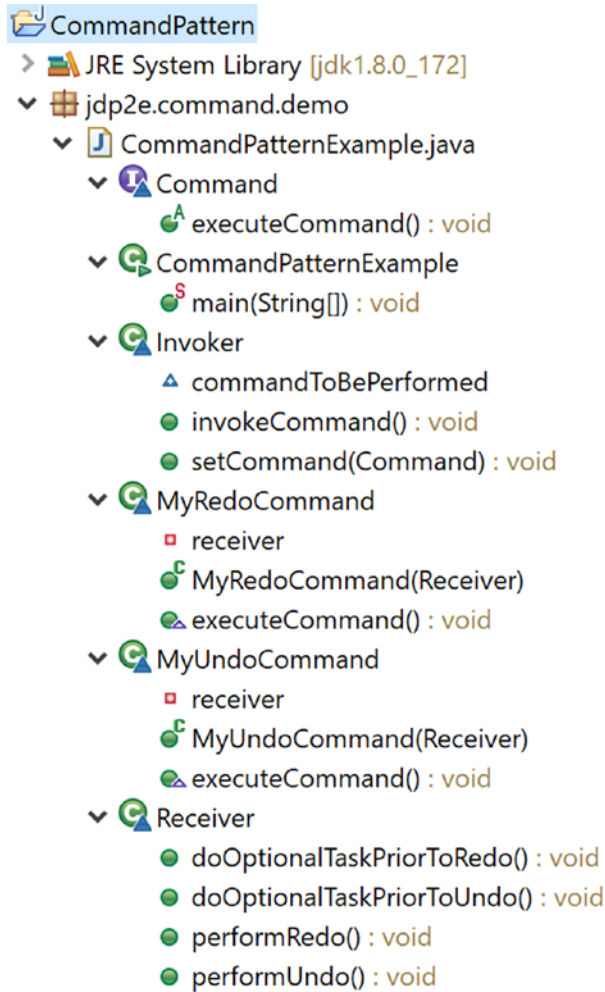 CommandPattern
JRE System Library [jdk1.8.0_172]
jdp2e.command.demo
CommandPatternExample.java
Command
executeCommand() : void
CommandPatternExample
main(String[]) : void
Invoker
commandToBePerformed
invokeCommand() : void
setCommand(Command) : void
MyRedoCommand
receiver
MyRedoCommand(Receiver)
executeCommand() : void
MyUndoCommand
receiver
MyUndoCommand(Receiver)
executeCommand() : void
Receiver
doOptionalTaskPriorToRedo() : void
doOptionalTaskPriorToUndo() : void
performRedo() : void
performUndo() : void